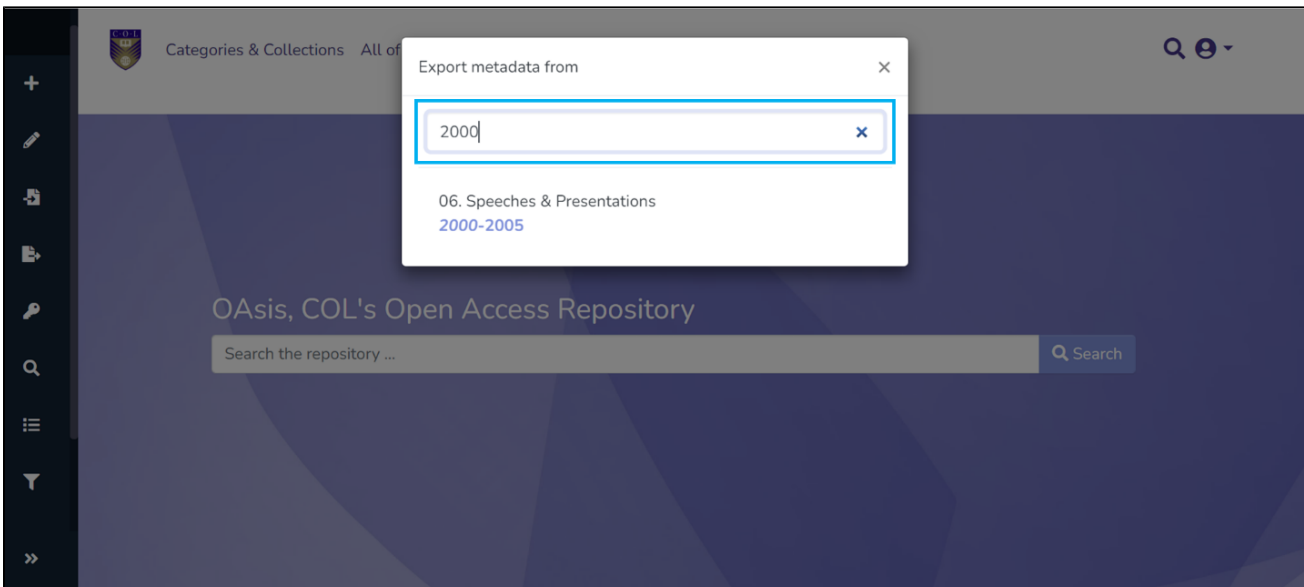 C·O·L
Categories & Collections All of
Export metadata from
2000
06. Speeches & Presentations
2000-2005
OAsis, COL's Open Access Repository
Search the repository ...
Search